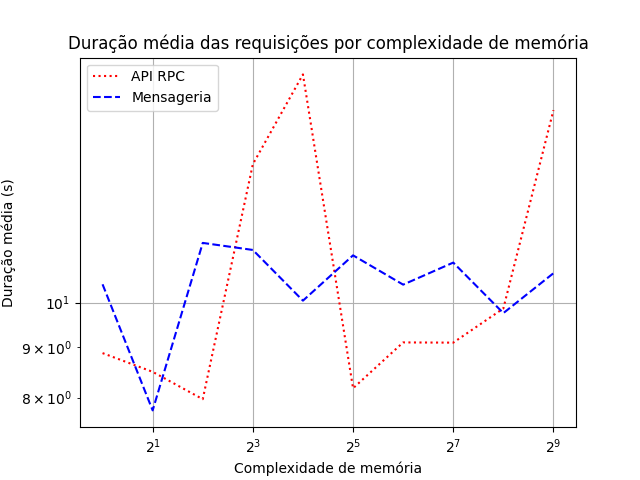 Duração média das requisições por complexidade de memória
API RPC
Mensageria
Duração média (s)
10¹
9 × 10⁰
8 × 10⁰
2¹ 2³ 2⁵ 2⁷ 2⁹
Complexidade de memória